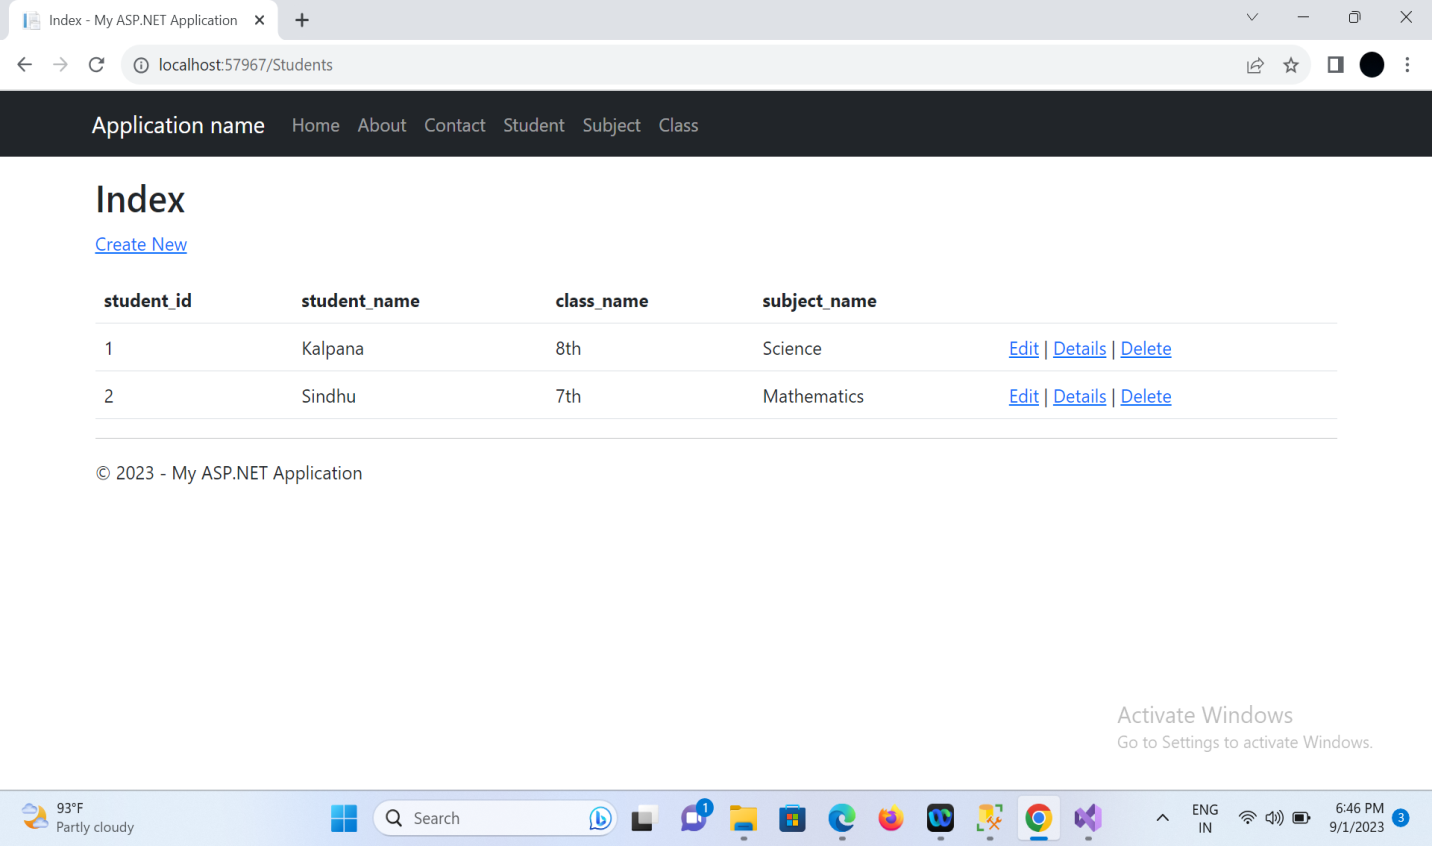 Index - My ASP.NET Application
localhost:57967/Students
Application name Home About Contact Student Subject Class
Index
Create New
student_id student_name class_name subject_name
1 Kalpana 8th Science Edit | Details | Delete
2 Sindhu 7th Mathematics Edit | Details | Delete
© 2023 - My ASP.NET Application
Activate Windows
Go to Settings to activate Windows.
93°F
Partly cloudy
Search
1
ENG
IN
6:46 PM
9/1/2023
3